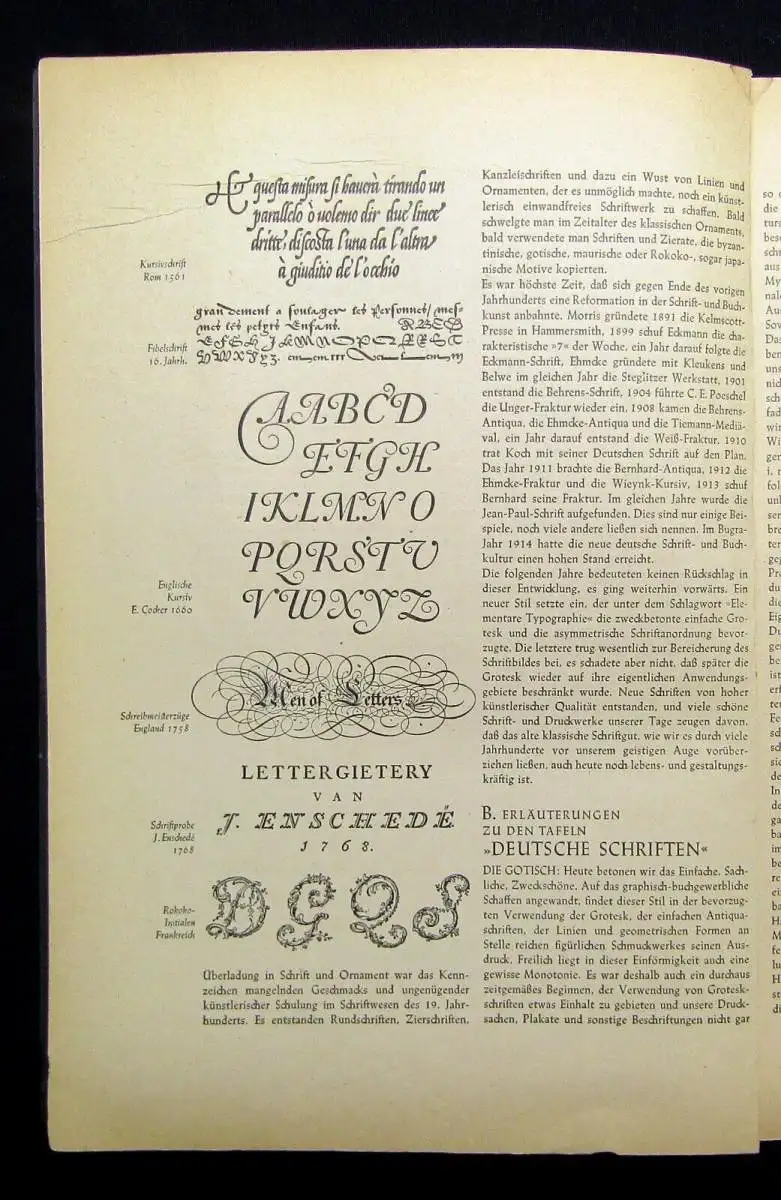 & questa misura si hauerà tirando un
parallelo ò uolemo dir due linee
dritte, discosta l'una da l'altra
à giuditio de l'occhio
Kursivschrift
Rom 1561
grandement a soulager les personnes/ mes-
mes les petyts Enfans. R.A.B.C.D
E F G H I K L M N O P Q R R S T
V W X Y y z.
Fibelschrift
16. Jahrh.
AABCD
EFGH
IKLMNO
PQRSTU
VWXYZ
Englische
Kursiv
E. Cocker 1660
Men of Letters
Schreibmeisterzüge
England 1758
LETTERGIETERY
VAN
J. ENSCHEDÉ.
1768.
Schriftprobe
J. Enschedé
1768
D G Q S
Rokoko-
Initialen
Frankreich
Überladung in Schrift und Ornament war das Kenn-
zeichen mangelnden Geschmacks und ungenügender
künstlerischer Schulung im Schriftwesen des 19. Jahr-
hunderts. Es entstanden Rundschriften, Zierschriften,
Kanzleischriften und dazu ein Wust von Linien und
Ornamenten, der es unmöglich machte, noch ein künst-
lerisch einwandfreies Schriftwerk zu schaffen. Bald
schwelgte man im Zeitalter des klassischen Ornaments,
bald verwendete man Schriften und Zierate, die byzan-
tinische, gotische, maurische oder Rokoko-, sogar japa-
nische Motive kopierten.
Es war höchste Zeit, daß sich gegen Ende des vorigen
Jahrhunderts eine Reformation in der Schrift- und Buch-
kunst anbahnte. Morris gründete 1891 die Kelmscott-
Presse in Hammersmith, 1899 schuf Eckmann die cha-
rakteristische »7« der Woche, ein Jahr darauf folgte die
Eckmann-Schrift, Ehmcke gründete mit Kleukens und
Belwe im gleichen Jahr die Steglitzer Werkstatt, 1901
entstand die Behrens-Schrift, 1904 führte C. E. Poeschel
die Unger-Fraktur wieder ein, 1908 kamen die Behrens-
Antiqua, die Ehmcke-Antiqua und die Tiemann-Mediä-
val, ein Jahr darauf entstand die Weiß-Fraktur. 1910
trat Koch mit seiner Deutschen Schrift auf den Plan.
Das Jahr 1911 brachte die Bernhard-Antiqua, 1912 die
Ehmcke-Fraktur und die Wieynk-Kursiv, 1913 schuf
Bernhard seine Fraktur. Im gleichen Jahre wurde die
Jean-Paul-Schrift aufgefunden. Dies sind nur einige Bei-
spiele, noch viele andere ließen sich nennen. Im Bugra-
Jahr 1914 hatte die neue deutsche Schrift- und Buch-
kultur einen hohen Stand erreicht.
Die folgenden Jahre bedeuteten keinen Rückschlag in
dieser Entwicklung, es ging weiterhin vorwärts. Ein
neuer Stil setzte ein, der unter dem Schlagwort »Ele-
mentare Typographie« die zweckbetonte einfache Gro-
tesk und die asymmetrische Schriftanordnung bevor-
zugte. Die letztere trug wesentlich zur Bereicherung des
Schriftbildes bei, es schadete aber nicht, daß später die
Grotesk wieder auf ihre eigentlichen Anwendungs-
gebiete beschränkt wurde. Neue Schriften von hoher
künstlerischer Qualität entstanden, und viele schöne
Schrift- und Druckwerke unserer Tage zeugen davon,
daß das alte klassische Schriftgut, wie wir es durch viele
Jahrhunderte vor unserem geistigen Auge vorüber-
ziehen ließen, auch heute noch lebens- und gestaltungs-
kräftig ist.
B. ERLÄUTERUNGEN
ZU DEN TAFELN
»DEUTSCHE SCHRIFTEN«
DIE GOTISCH: Heute betonen wir das Einfache, Sach-
liche, Zweckschöne. Auf das graphisch-buchgewerbliche
Schaffen angewandt, findet dieser Stil in der bevorzug-
ten Verwendung der Grotesk, der einfachen Antiqua-
schriften, der Linien und geometrischen Formen an
Stelle reichen figürlichen Schmuckwerkes seinen Aus-
druck. Freilich liegt in dieser Einförmigkeit auch eine
gewisse Monotonie. Es war deshalb auch ein durchaus
zeitgemäßes Beginnen, der Verwendung von Grotesk-
schriften etwas Einhalt zu gebieten und unsere Druck-
sachen, Plakate und sonstige Beschriftungen nicht gar